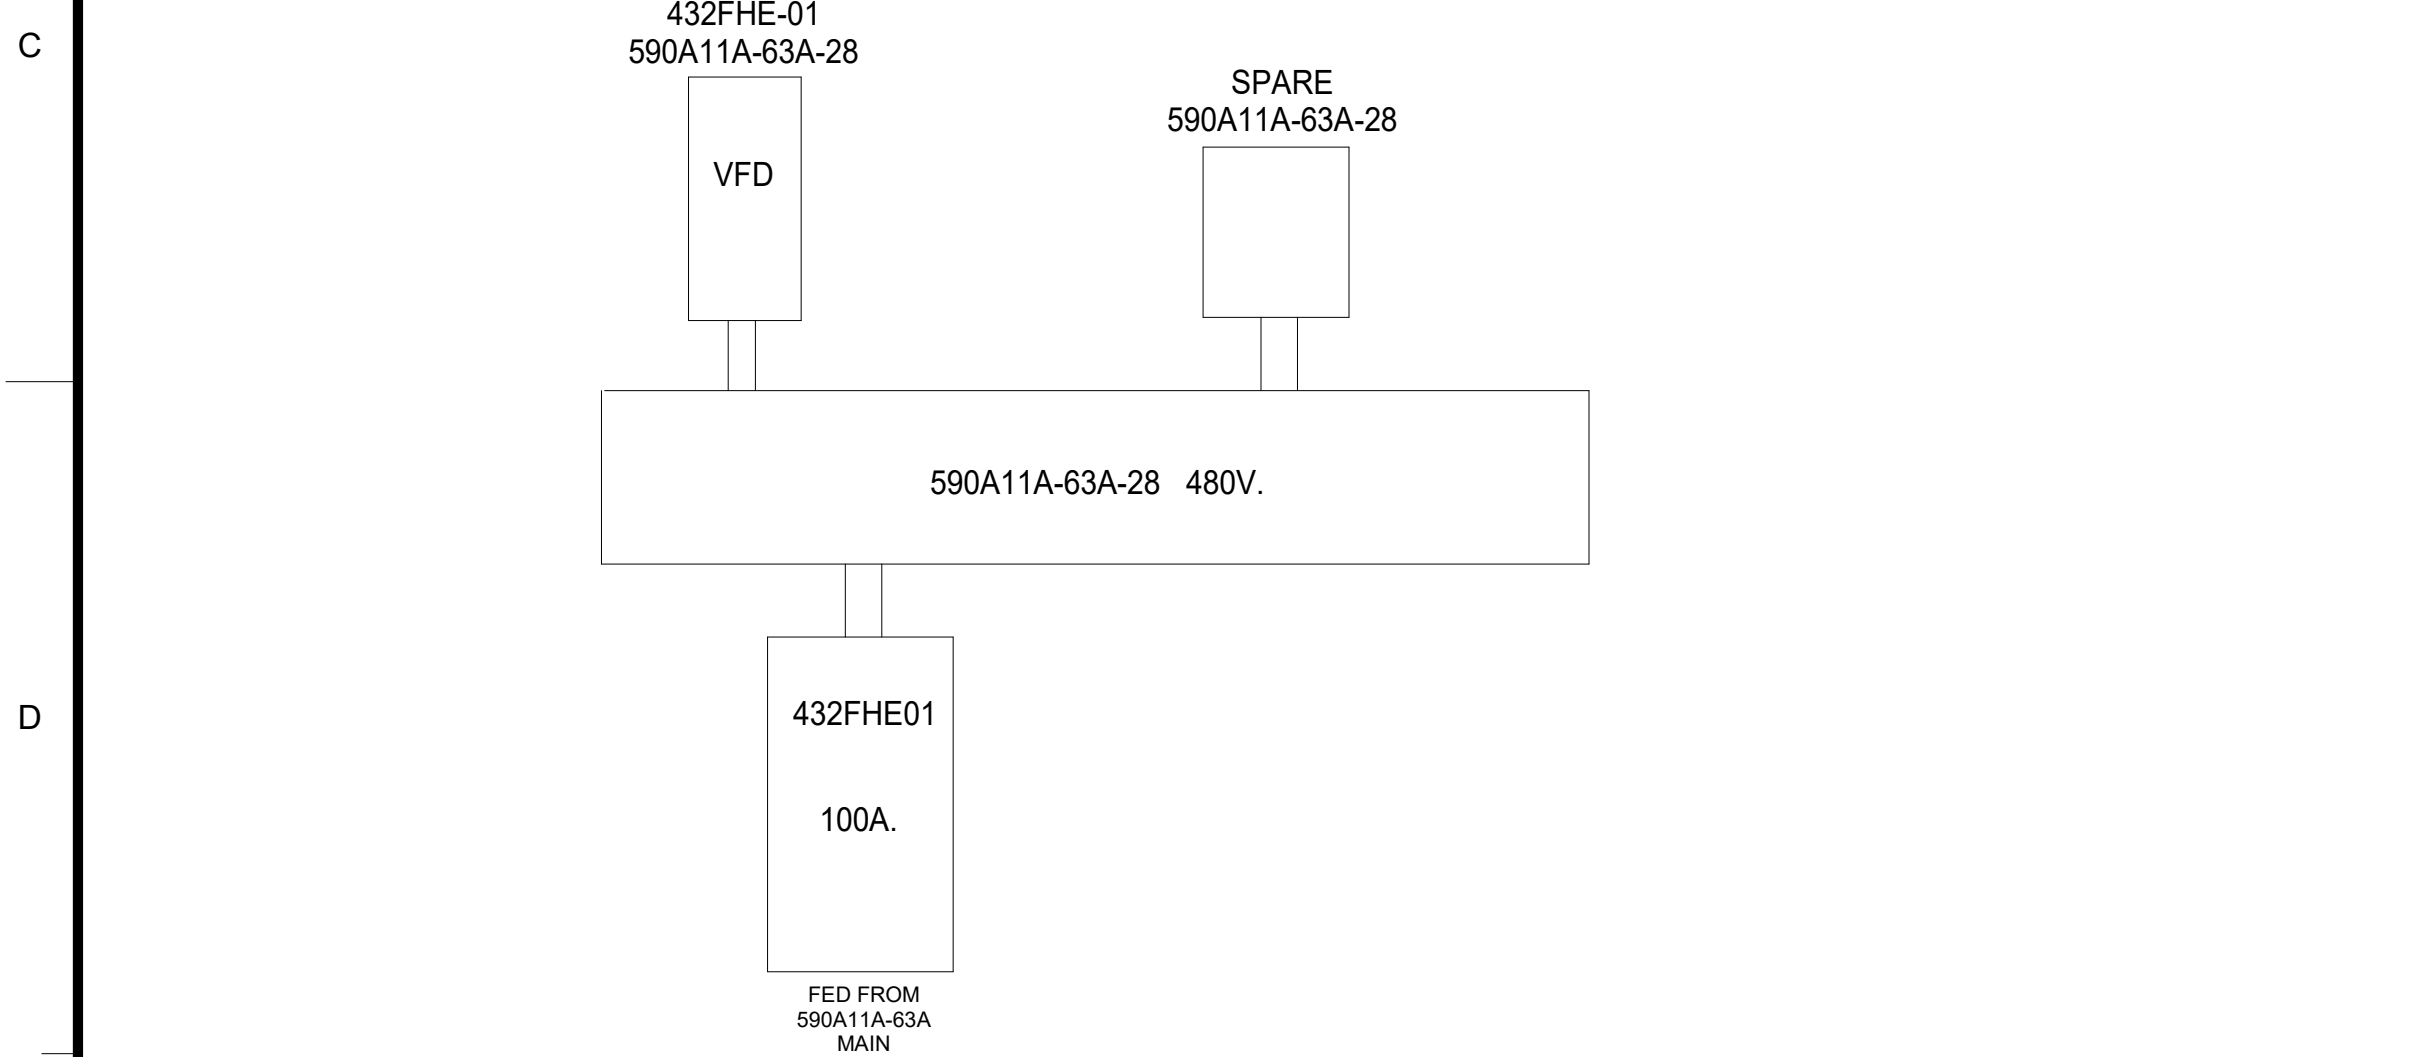 C
432FHE-01
590A11A-63A-28
SPARE
590A11A-63A-28
VFD
590A11A-63A-28 480V.
D
432FHE01
100A.
FED FROM
590A11A-63A
MAIN